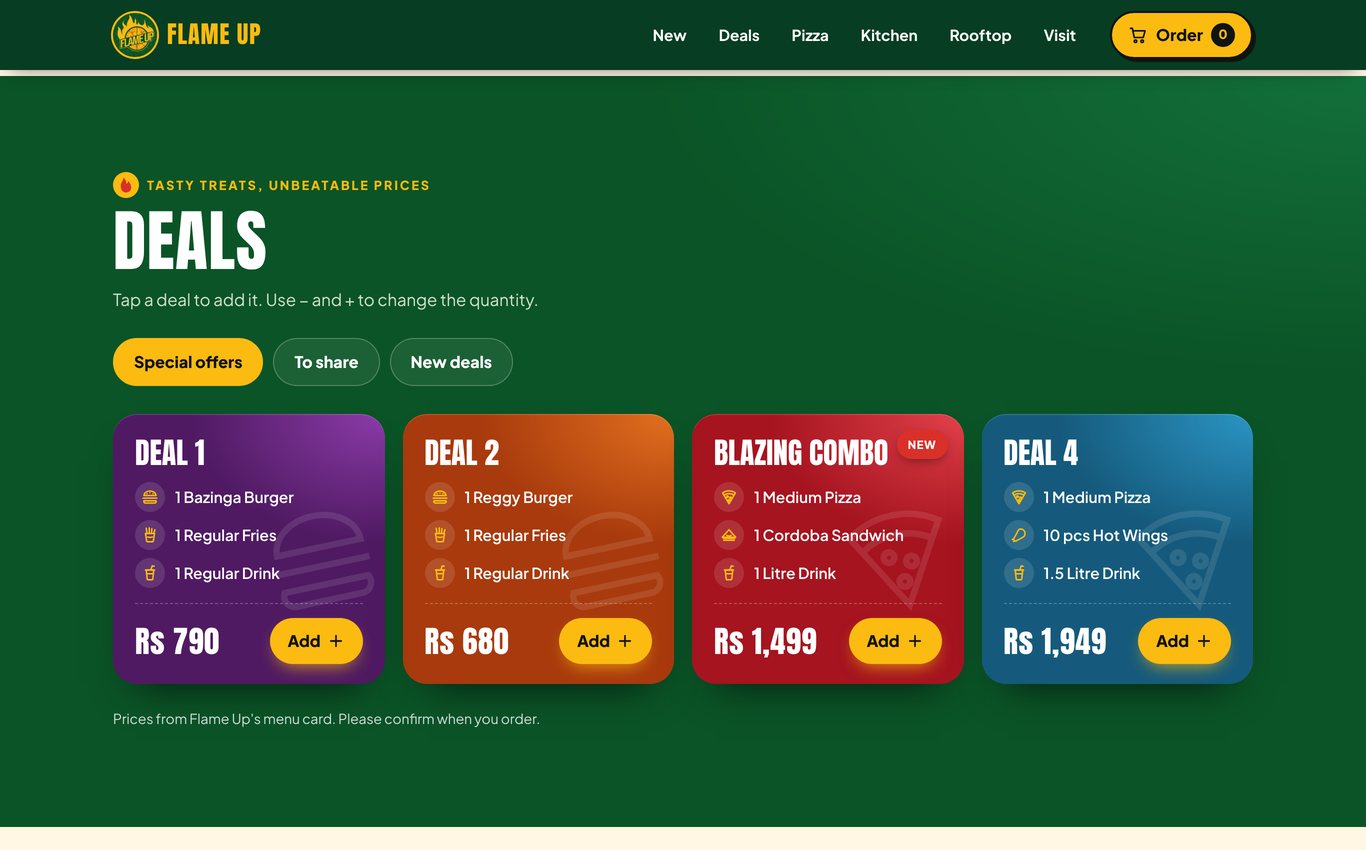 FLAME UP
FLAME UP
New
Deals
Pizza
Kitchen
Rooftop
Visit
Order
0
TASTY TREATS, UNBEATABLE PRICES
DEALS
Tap a deal to add it. Use – and + to change the quantity.
Special offers
To share
New deals
DEAL 1
1 Bazinga Burger
1 Regular Fries
1 Regular Drink
Rs 790
Add +
DEAL 2
1 Reggy Burger
1 Regular Fries
1 Regular Drink
Rs 680
Add +
BLAZING COMBO
NEW
1 Medium Pizza
1 Cordoba Sandwich
1 Litre Drink
Rs 1,499
Add +
DEAL 4
1 Medium Pizza
10 pcs Hot Wings
1.5 Litre Drink
Rs 1,949
Add +
Prices from Flame Up's menu card. Please confirm when you order.